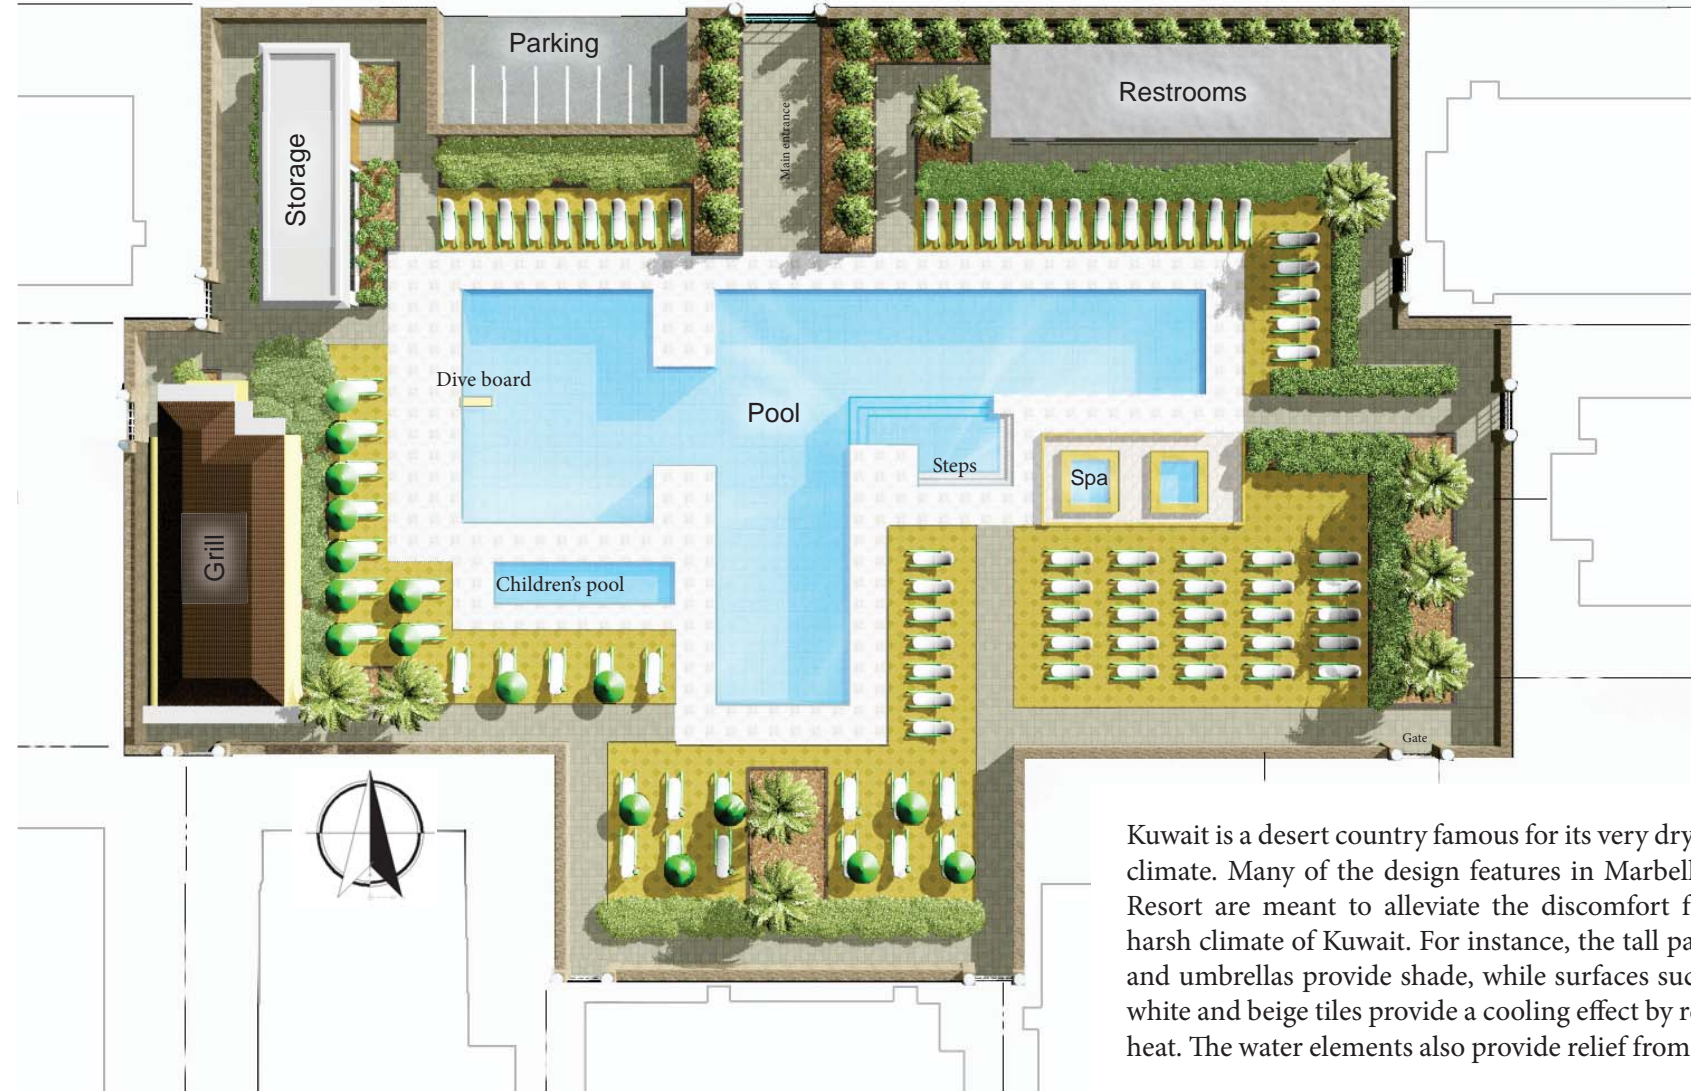 Parking
Restrooms
Storage
Main entrance
Dive board
Pool
Steps
Spa
Grill
Children's pool
Gate
Kuwait is a desert country famous for its very dry
climate. Many of the design features in Marbell
Resort are meant to alleviate the discomfort f
harsh climate of Kuwait. For instance, the tall pa
and umbrellas provide shade, while surfaces suc
white and beige tiles provide a cooling effect by r
heat. The water elements also provide relief from